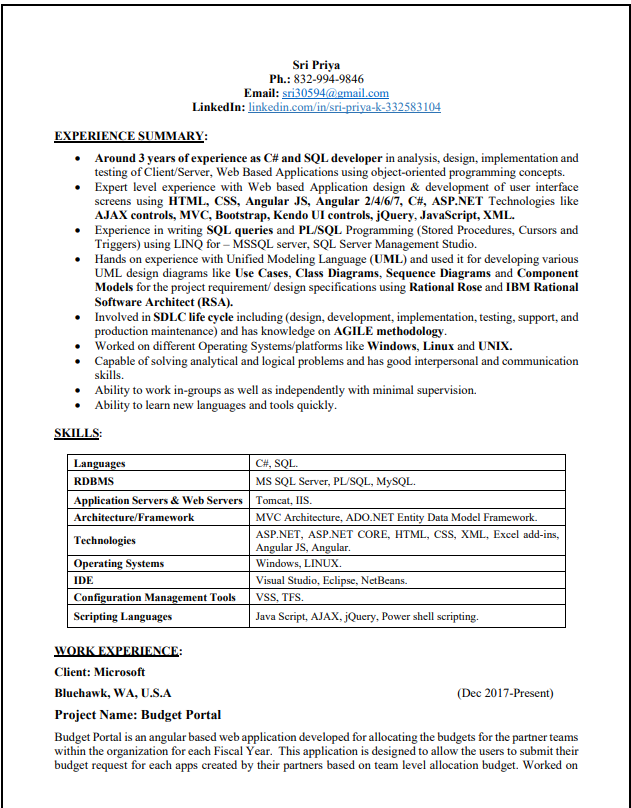 Sri Priya
Ph.: 832-994-9846
Email: sri30594@gmail.com
LinkedIn: linkedin.com/in/sri-priya-k-332583104
EXPERIENCE SUMMARY:
• Around 3 years of experience as C# and SQL developer in analysis, design, implementation and
testing of Client/Server, Web Based Applications using object-oriented programming concepts.
• Expert level experience with Web based Application design & development of user interface
screens using HTML, CSS, Angular JS, Angular 2/4/6/7, C#, ASP.NET Technologies like
AJAX controls, MVC, Bootstrap, Kendo UI controls, jQuery, JavaScript, XML.
• Experience in writing SQL queries and PL/SQL Programming (Stored Procedures, Cursors and
Triggers) using LINQ for – MSSQL server, SQL Server Management Studio.
• Hands on experience with Unified Modeling Language (UML) and used it for developing various
UML design diagrams like Use Cases, Class Diagrams, Sequence Diagrams and Component
Models for the project requirement/ design specifications using Rational Rose and IBM Rational
Software Architect (RSA).
• Involved in SDLC life cycle including (design, development, implementation, testing, support, and
production maintenance) and has knowledge on AGILE methodology.
• Worked on different Operating Systems/platforms like Windows, Linux and UNIX.
• Capable of solving analytical and logical problems and has good interpersonal and communication
skills.
• Ability to work in-groups as well as independently with minimal supervision.
• Ability to learn new languages and tools quickly.
SKILLS:
Languages C#, SQL.
RDBMS MS SQL Server, PL/SQL, MySQL.
Application Servers & Web Servers Tomcat, IIS.
Architecture/Framework MVC Architecture, ADO.NET Entity Data Model Framework.
Technologies ASP.NET, ASP.NET CORE, HTML, CSS, XML, Excel add-ins,
Angular JS, Angular.
Operating Systems Windows, LINUX.
IDE Visual Studio, Eclipse, NetBeans.
Configuration Management Tools VSS, TFS.
Scripting Languages Java Script, AJAX, jQuery, Power shell scripting.
WORK EXPERIENCE:
Client: Microsoft
Bluehawk, WA, U.S.A (Dec 2017-Present)
Project Name: Budget Portal
Budget Portal is an angular based web application developed for allocating the budgets for the partner teams
within the organization for each Fiscal Year. This application is designed to allow the users to submit their
budget request for each apps created by their partners based on team level allocation budget. Worked on